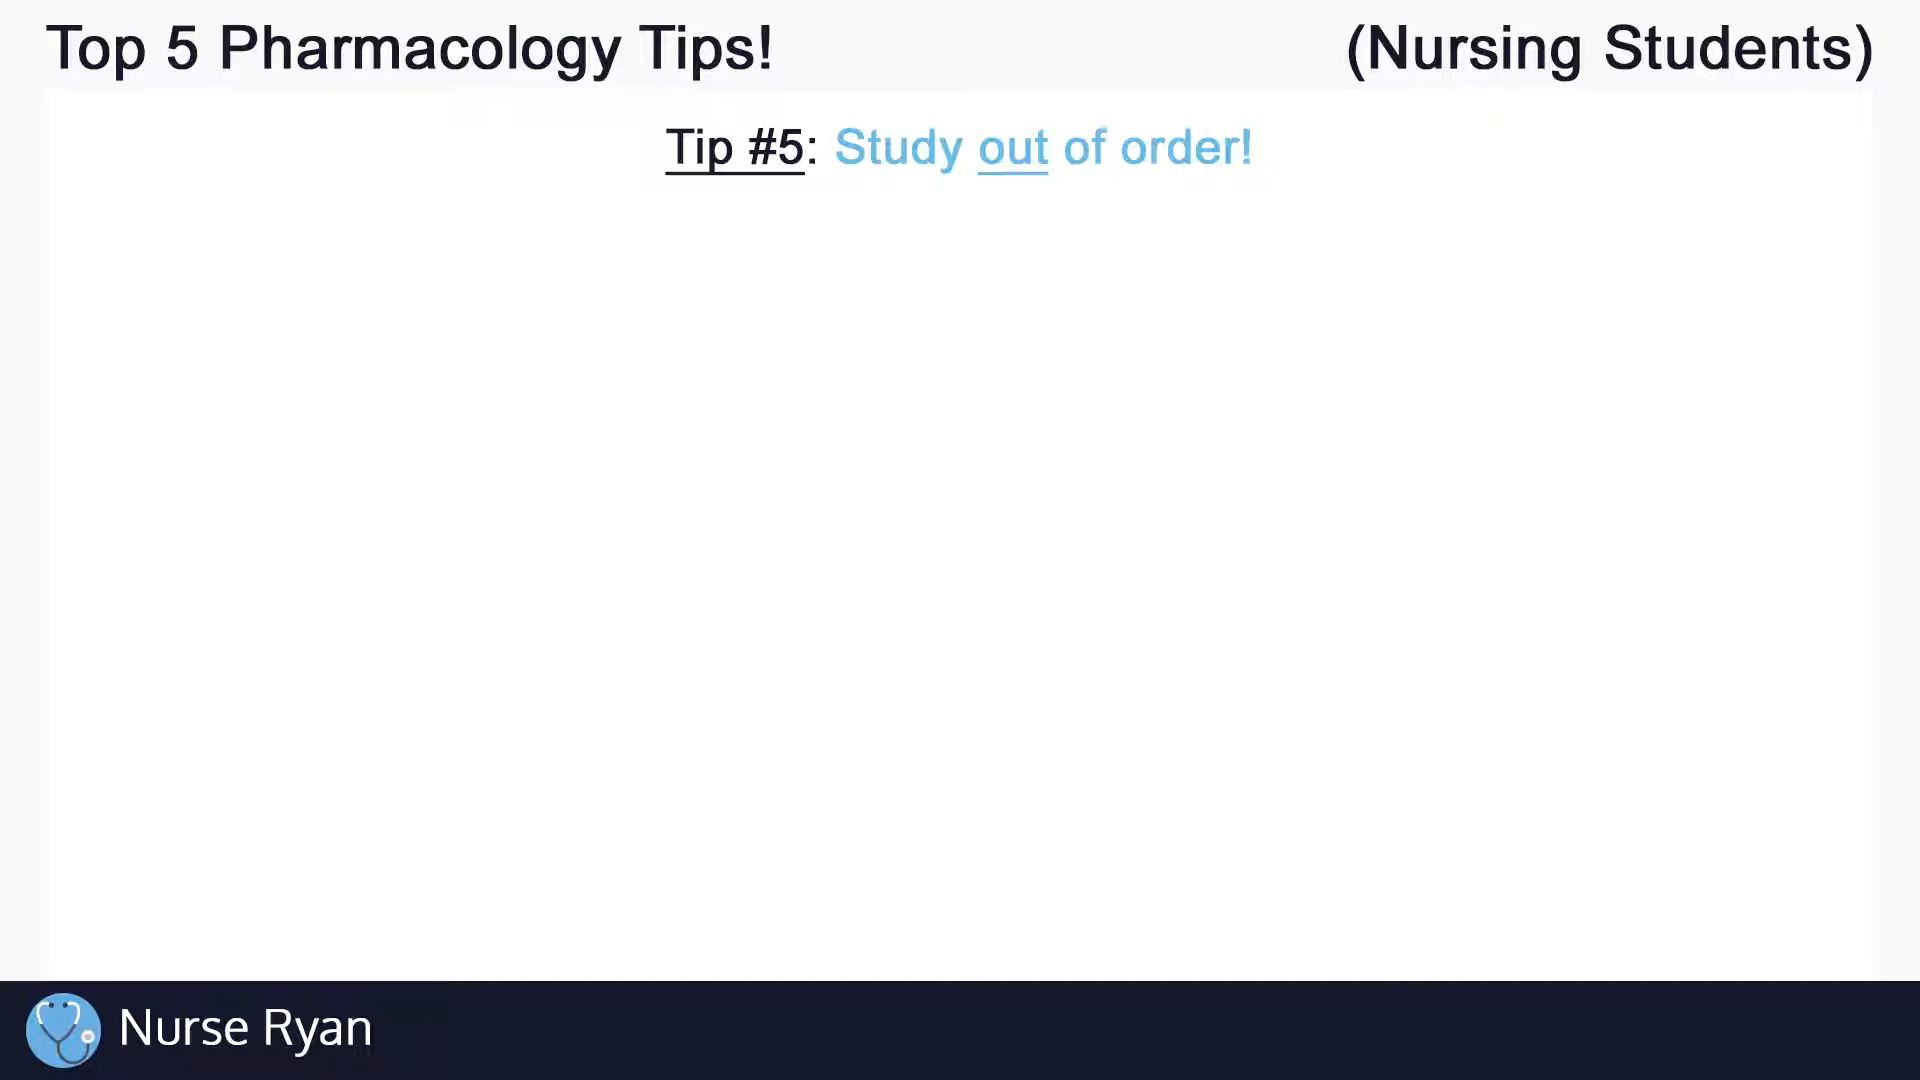 Top 5 Pharmacology Tips!
(Nursing Students)
Tip #5: Study out of order!
Nurse Ryan